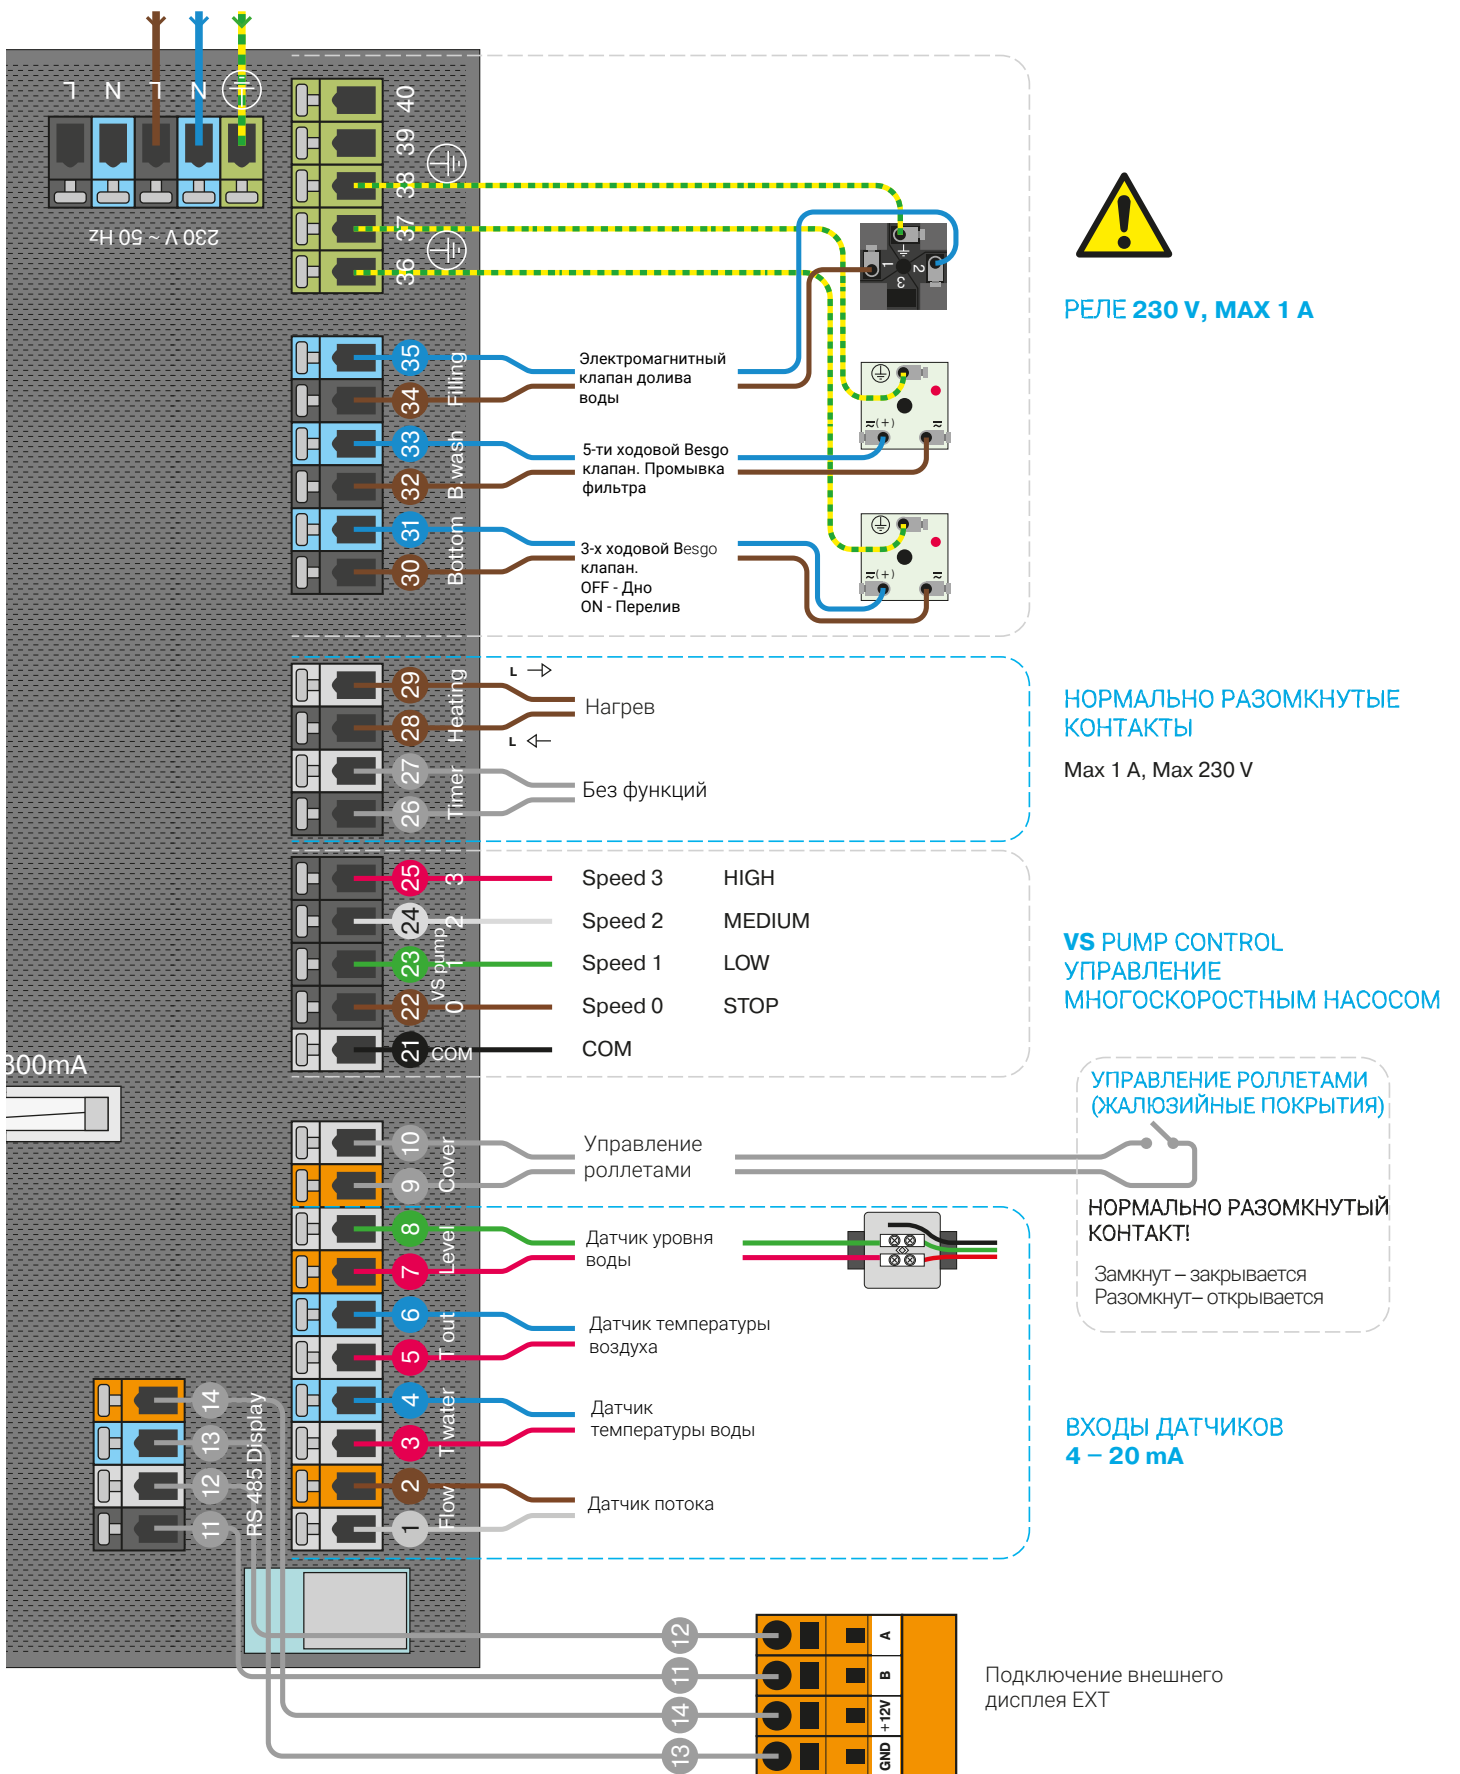 L N L N
230 V ~ 50 Hz
40
39
38
37
36
35
34
Filling
33
32
B.wash
31
30
Bottom
Электромагнитный
клапан долива
воды
5-ти ходовой Besgo
клапан. Промывка
фильтра
3-х ходовой Besgo
клапан.
OFF - Дно
ON - Перелив
1
2
3
≂(+) ≂
≂(+) ≂
РЕЛЕ 230 V, MAX 1 A
29
28
Heating
27
26
Timer
L
L
Нагрев
Без функций
НОРМАЛЬНО РАЗОМКНУТЫЕ
КОНТАКТЫ
Max 1 A, Max 230 V
25 3
24 2
23 1
22 0
VS pump
21 COM
Speed 3 HIGH
Speed 2 MEDIUM
Speed 1 LOW
Speed 0 STOP
COM
VS PUMP CONTROL
УПРАВЛЕНИЕ
МНОГОСКОРОСТНЫМ НАСОСОМ
300mA
10
9
Cover
Управление
роллетами
УПРАВЛЕНИЕ РОЛЛЕТАМИ
(ЖАЛЮЗИЙНЫЕ ПОКРЫТИЯ)
НОРМАЛЬНО РАЗОМКНУТЫЙ
КОНТАКТ!
Замкнут – закрывается
Разомкнут– открывается
8
7
Level
Датчик уровня
воды
6
5
T out
Датчик температуры
воздуха
4
3
T water
Датчик
температуры воды
2
1
Flow
Датчик потока
ВХОДЫ ДАТЧИКОВ
4 – 20 mA
14
13
12
11
RS 485 Display
12 A
11 B
14 +12V
13 GND
Подключение внешнего
дисплея EXT